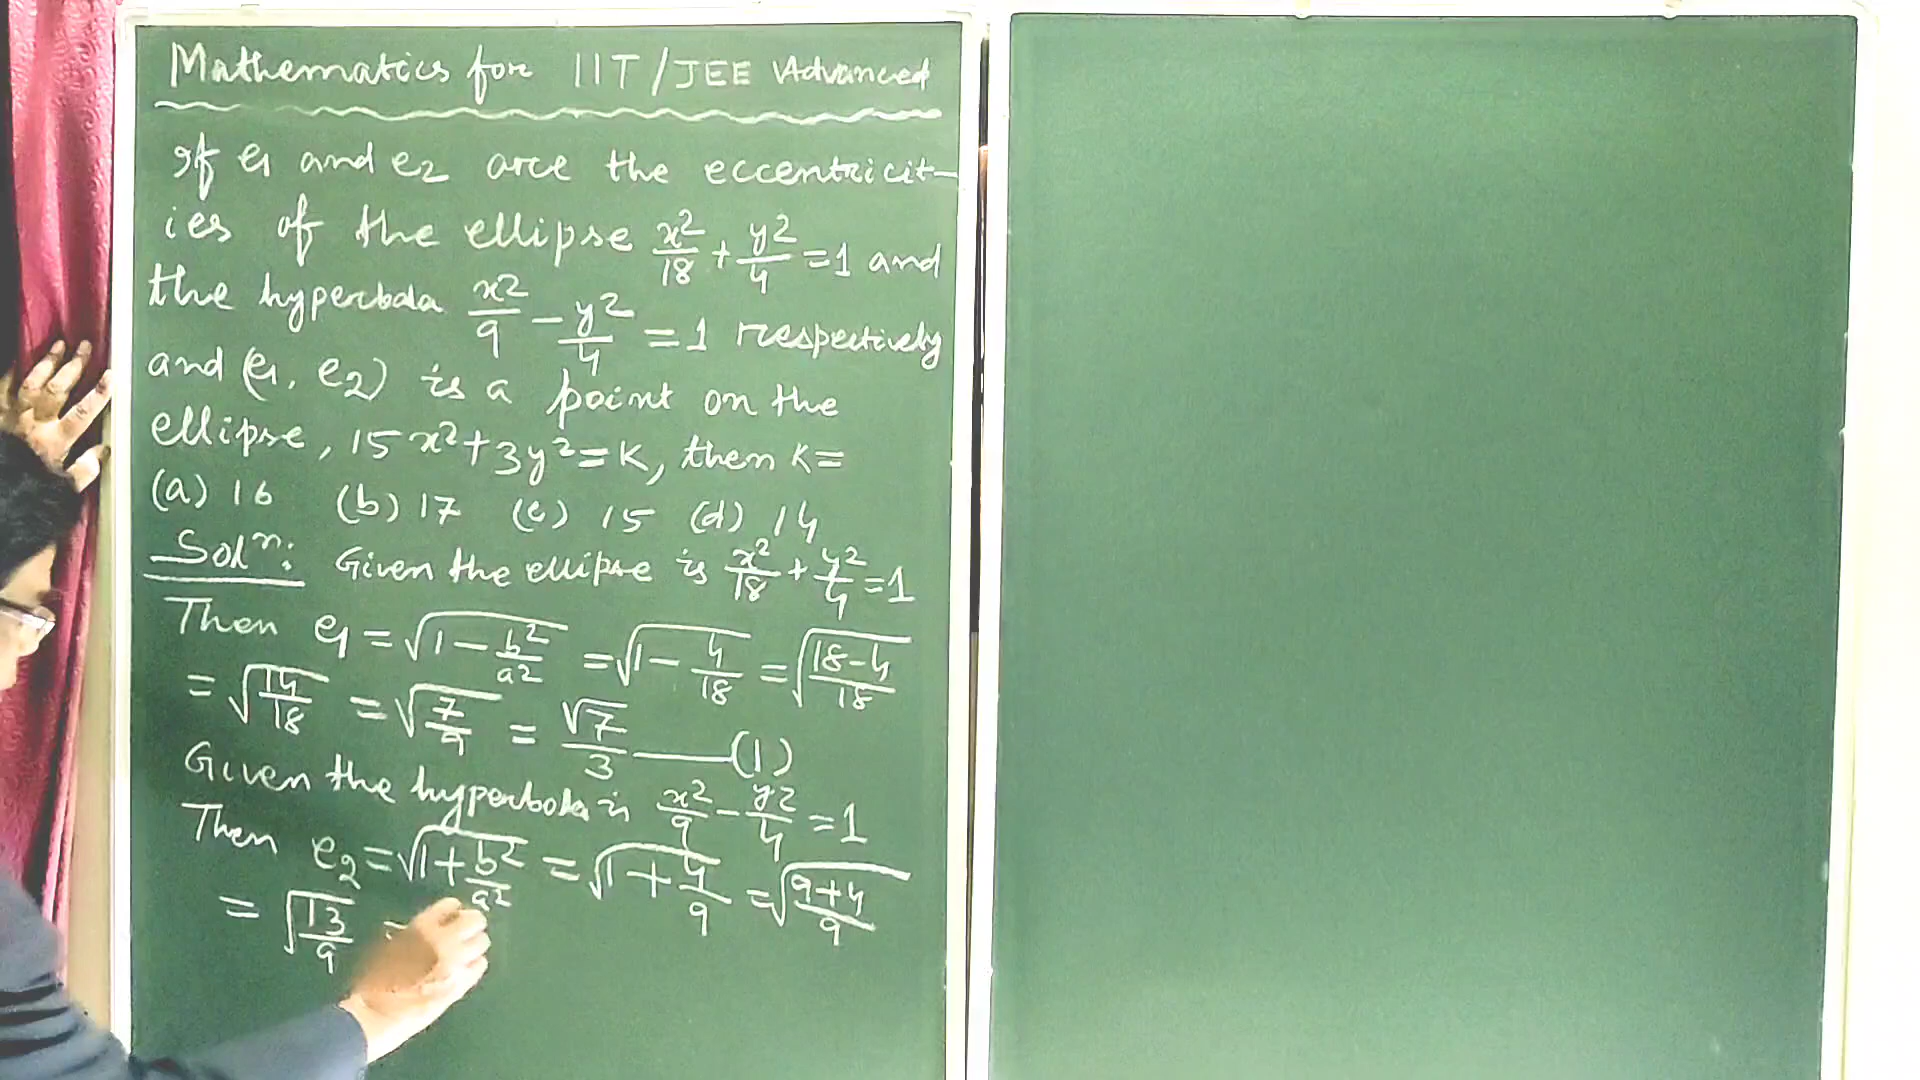 Mathematics for IIT/JEE Advanced
If e1 and e2 are the eccentricit-
ies of the ellipse x²/18 + y²/4 = 1 and
the hyperbola x²/9 - y²/4 = 1 respectively
and (e1, e2) is a point on the
ellipse, 15x²+3y²=K, then K=
(a) 16 (b) 17 (c) 15 (d) 14
Solⁿ: Given the ellipse is x²/18 + y²/4 = 1
Then e1 = √(1 - b²/a²) = √(1 - 4/18) = √((18-4)/18)
= √(14/18) = √(7/9) = √7/3 —— (1)
Given the hyperbola is x²/9 - y²/4 = 1
Then e2 = √(1 + b²/a²) = √(1 + 4/9) = √((9+4)/9)
= √(13/9) =